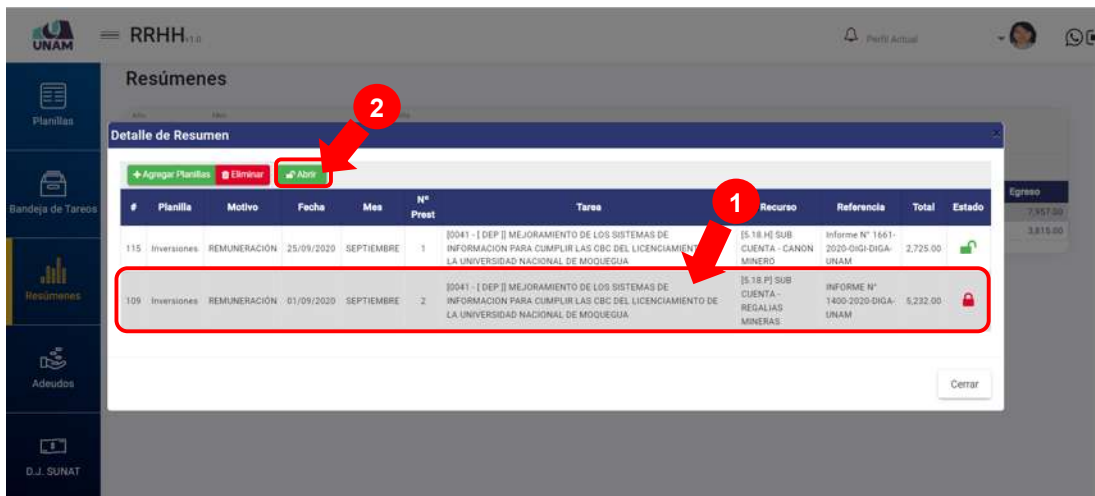 UNAM
RRHH v1.0
Perfil Actual
Resúmenes
Año Mes
Planillas
Bandeja de Tareos
Resúmenes
Adeudos
D.J. SUNAT
2
Detalle de Resumen
×
+ Agregar Planillas Eliminar Abrir
# Planilla Motivo Fecha Mes N° Prest Tarea Recurso Referencia Total Estado
1
115 Inversiones REMUNERACIÓN 25/09/2020 SEPTIEMBRE 1
[0041 - [ DEP ]] MEJORAMIENTO DE LOS SISTEMAS DE
INFORMACION PARA CUMPLIR LAS CBC DEL LICENCIAMIENTO
LA UNIVERSIDAD NACIONAL DE MOQUEGUA
[5.18.H] SUB
CUENTA - CANON
MINERO
Informe N° 1661-
2020-OIGI-DIGA-
UNAM
2,725.00
109 Inversiones REMUNERACIÓN 01/09/2020 SEPTIEMBRE 2
[0041 - [ DEP ]] MEJORAMIENTO DE LOS SISTEMAS DE
INFORMACION PARA CUMPLIR LAS CBC DEL LICENCIAMIENTO DE
LA UNIVERSIDAD NACIONAL DE MOQUEGUA
[5.18.P] SUB
CUENTA -
REGALIAS
MINERAS
INFORME N°
1400-2020-DIGA-
UNAM
5,232.00
Cerrar
Egreso
7,957.00
3,815.00